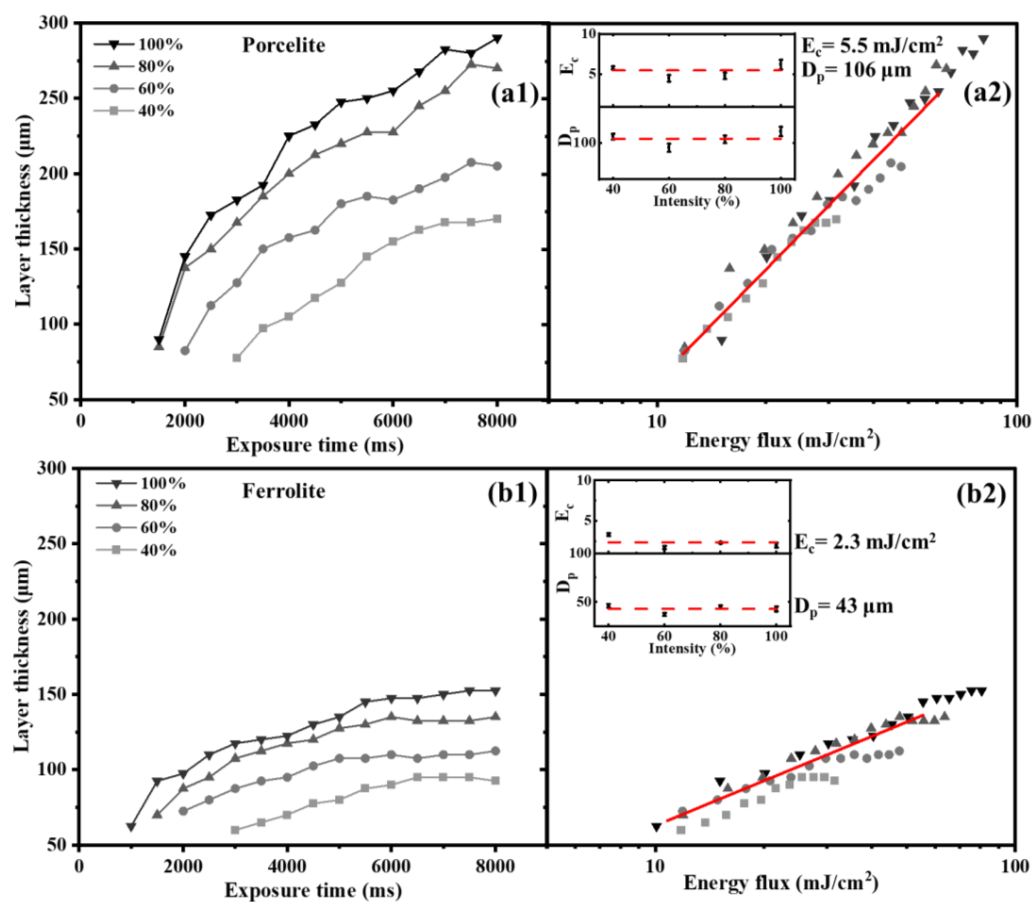 300
250
200
150
100
50
Layer thickness (μm)
100%
80%
60%
40%
Porcelite
(a1)
0
2000
4000
6000
8000
Exposure time (ms)
10
5
E_c
100
D_p
40
60
80
100
Intensity (%)
E_c= 5.5 mJ/cm²
D_p= 106 μm
(a2)
10
100
Energy flux (mJ/cm²)
300
250
200
150
100
50
Layer thickness (μm)
100%
80%
60%
40%
Ferrolite
(b1)
0
2000
4000
6000
8000
Exposure time (ms)
10
5
E_c
100
50
D_p
40
60
80
100
Intensity (%)
E_c= 2.3 mJ/cm²
D_p= 43 μm
(b2)
10
100
Energy flux (mJ/cm²)